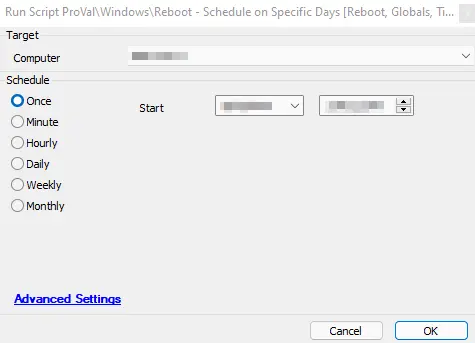 Run Script ProVal\Windows\Reboot - Schedule on Specific Days [Reboot, Globals, Ti...
Target
Computer
Schedule
Once
Start
Minute
Hourly
Daily
Weekly
Monthly
Advanced Settings
Cancel OK